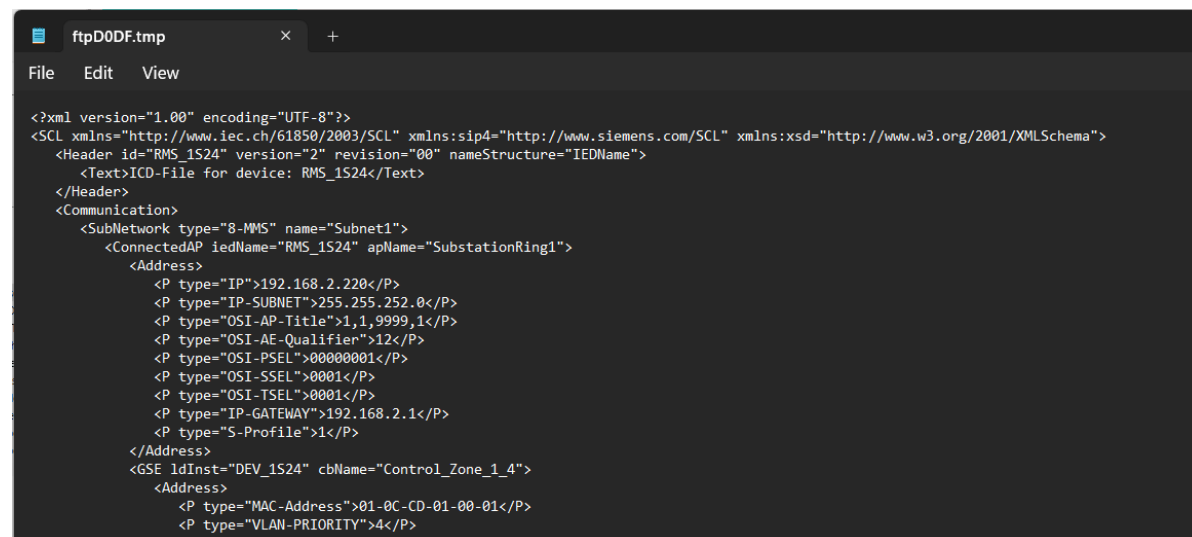 ftpD0DF.tmp × +
File Edit View
<?xml version="1.00" encoding="UTF-8"?>
<SCL xmlns="http://www.iec.ch/61850/2003/SCL" xmlns:sip4="http://www.siemens.com/SCL" xmlns:xsd="http://www.w3.org/2001/XMLSchema">
<Header id="RMS_1S24" version="2" revision="00" nameStructure="IEDName">
<Text>ICD-File for device: RMS_1S24</Text>
</Header>
<Communication>
<SubNetwork type="8-MMS" name="Subnet1">
<ConnectedAP iedName="RMS_1S24" apName="SubstationRing1">
<Address>
<P type="IP">192.168.2.220</P>
<P type="IP-SUBNET">255.255.252.0</P>
<P type="OSI-AP-Title">1,1,9999,1</P>
<P type="OSI-AE-Qualifier">12</P>
<P type="OSI-PSEL">00000001</P>
<P type="OSI-SSEL">0001</P>
<P type="OSI-TSEL">0001</P>
<P type="IP-GATEWAY">192.168.2.1</P>
<P type="S-Profile">1</P>
</Address>
<GSE ldInst="DEV_1S24" cbName="Control_Zone_1_4">
<Address>
<P type="MAC-Address">01-0C-CD-01-00-01</P>
<P type="VLAN-PRIORITY">4</P>